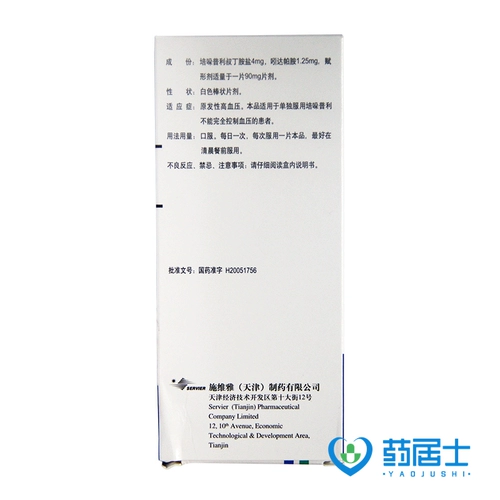 成　份：培哚普利叔丁胺盐4mg，吲达帕胺1.25mg，赋
形剂适量于一片90mg片剂。
性　状：白色棒状片剂。
适 应 症：原发性高血压。本品适用于单独服用培哚普利
不能完全控制血压的患者。
用法用量：口服。每日一次，每次服用一片本品，最好在
清晨餐前服用。
不良反应、禁忌、注意事项：请仔细阅读盒内说明书。
批准文号：国药准字 H20051756
SERVIER
施维雅（天津）制药有限公司
天津经济技术开发区第十大街12号
Servier (Tianjin) Pharmaceutical
Company Limited
12, 10th Avenue, Economic
Technological & Development Area,
Tianjin
药居士
YAOJUSHI